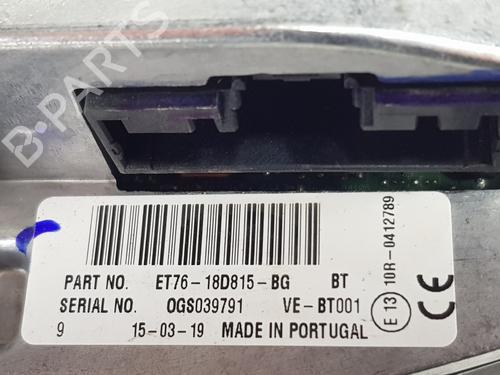 B-PARTS
PART NO. ET76-18D815-BG BT
SERIAL NO. OGS039791 VE-BT001
9 15-03-19 MADE IN PORTUGAL
E 13 10R-0412789
CE